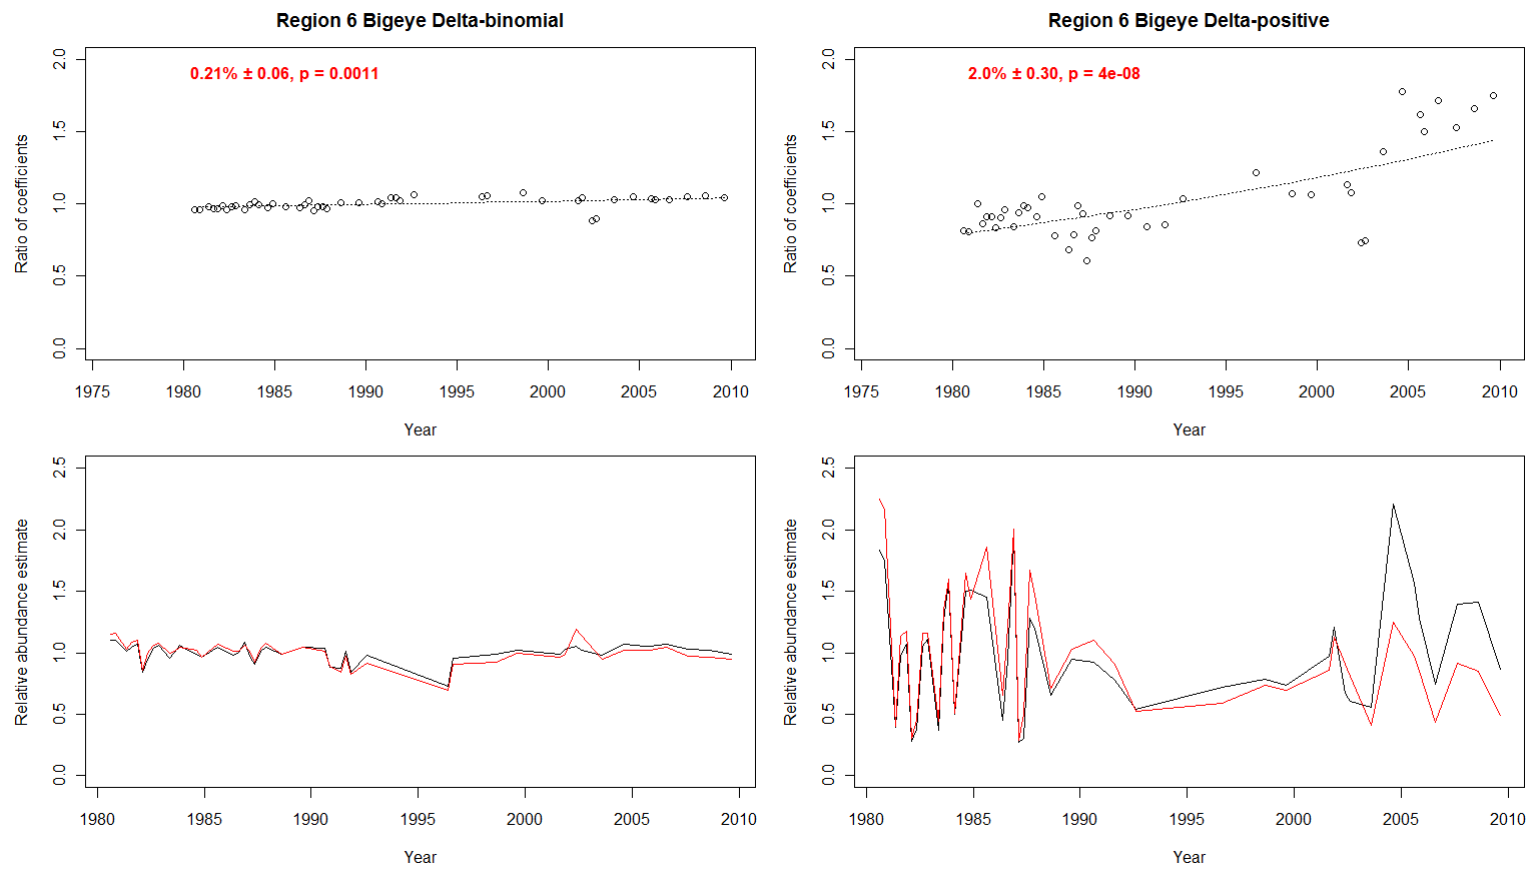 Region 6 Bigeye Delta-binomial
0.21% ± 0.06, p = 0.0011
Ratio of coefficients
2.0
1.5
1.0
0.5
0.0
1975 1980 1985 1990 1995 2000 2005 2010
Year
Region 6 Bigeye Delta-positive
2.0% ± 0.30, p = 4e-08
Ratio of coefficients
2.0
1.5
1.0
0.5
0.0
1975 1980 1985 1990 1995 2000 2005 2010
Year
Relative abundance estimate
2.5
2.0
1.5
1.0
0.5
0.0
1980 1985 1990 1995 2000 2005 2010
Year
Relative abundance estimate
2.5
2.0
1.5
1.0
0.5
0.0
1980 1985 1990 1995 2000 2005 2010
Year